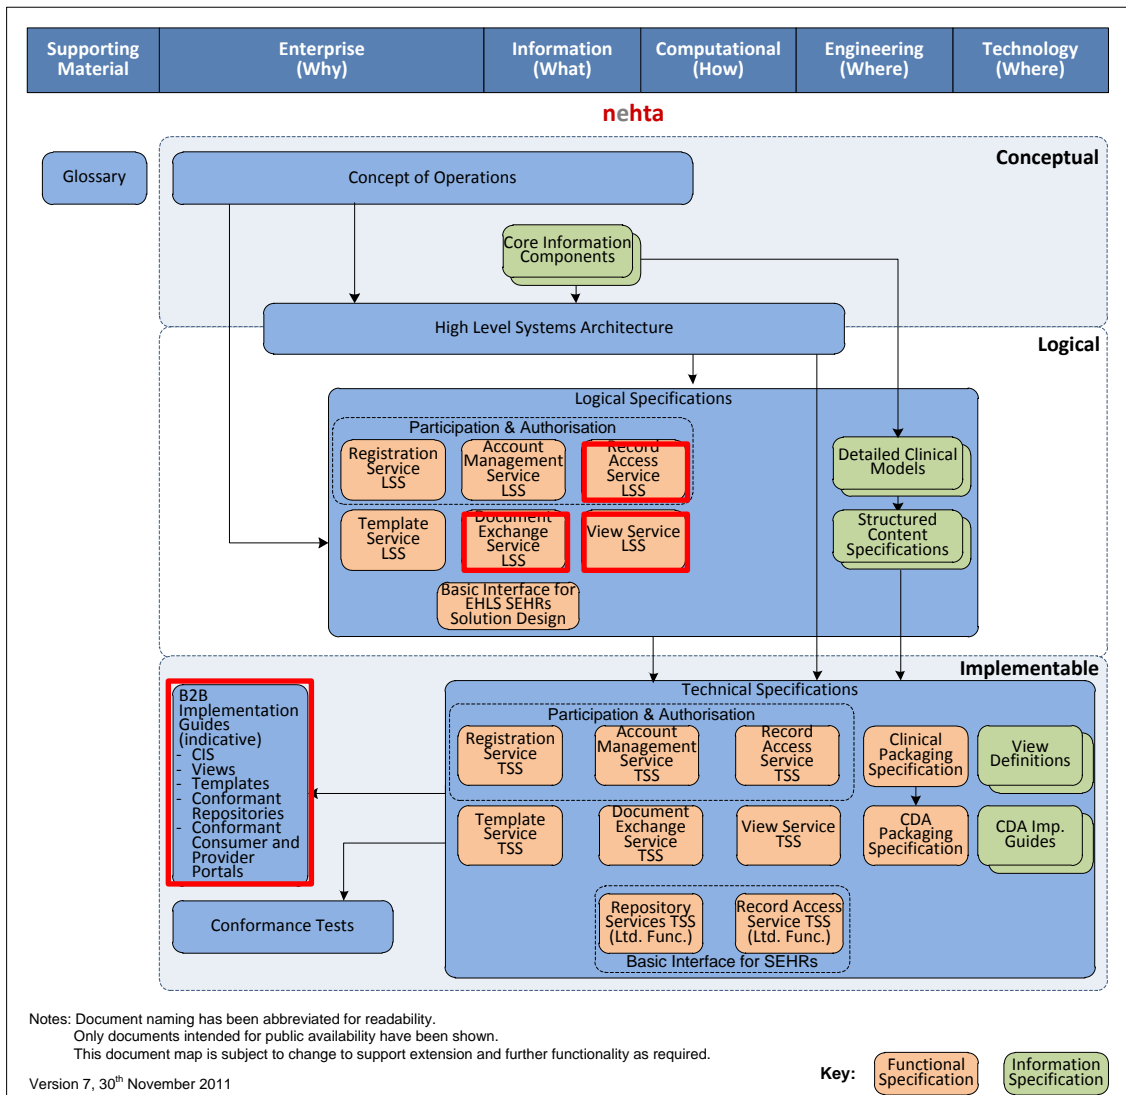 Supporting Material
Enterprise (Why)
Information (What)
Computational (How)
Engineering (Where)
Technology (Where)
nehta
Conceptual
Glossary
Concept of Operations
Core Information
Components
High Level Systems Architecture
Logical
Logical Specifications
Participation & Authorisation
Registration
Service
LSS
Account
Management
Service
LSS
Record
Access
Service
LSS
Detailed Clinical
Models
Template
Service
LSS
Document
Exchange
Service
LSS
View Service
LSS
Structured
Content
Specifications
Basic Interface for
EHLS SEHRs
Solution Design
Implementable
B2B
Implementation
Guides
(indicative)
- CIS
- Views
- Templates
- Conformant
Repositories
- Conformant
Consumer and
Provider
Portals
Technical Specifications
Participation & Authorisation
Registration
Service
TSS
Account
Management
Service
TSS
Record
Access
Service
TSS
Clinical
Packaging
Specification
View
Definitions
Template
Service
TSS
Document
Exchange
Service
TSS
View Service
TSS
CDA
Packaging
Specification
CDA Imp.
Guides
Conformance Tests
Repository
Services TSS
(Ltd. Func.)
Record Access
Service TSS
(Ltd. Func.)
Basic Interface for SEHRs
Notes: Document naming has been abbreviated for readability.
Only documents intended for public availability have been shown.
This document map is subject to change to support extension and further functionality as required.
Version 7, 30th November 2011
Key:
Functional
Specification
Information
Specification